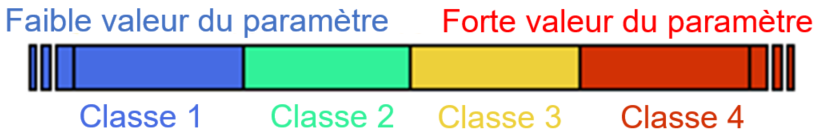 Faible valeur du paramètre Forte valeur du paramètre
Classe 1 Classe 2 Classe 3 Classe 4